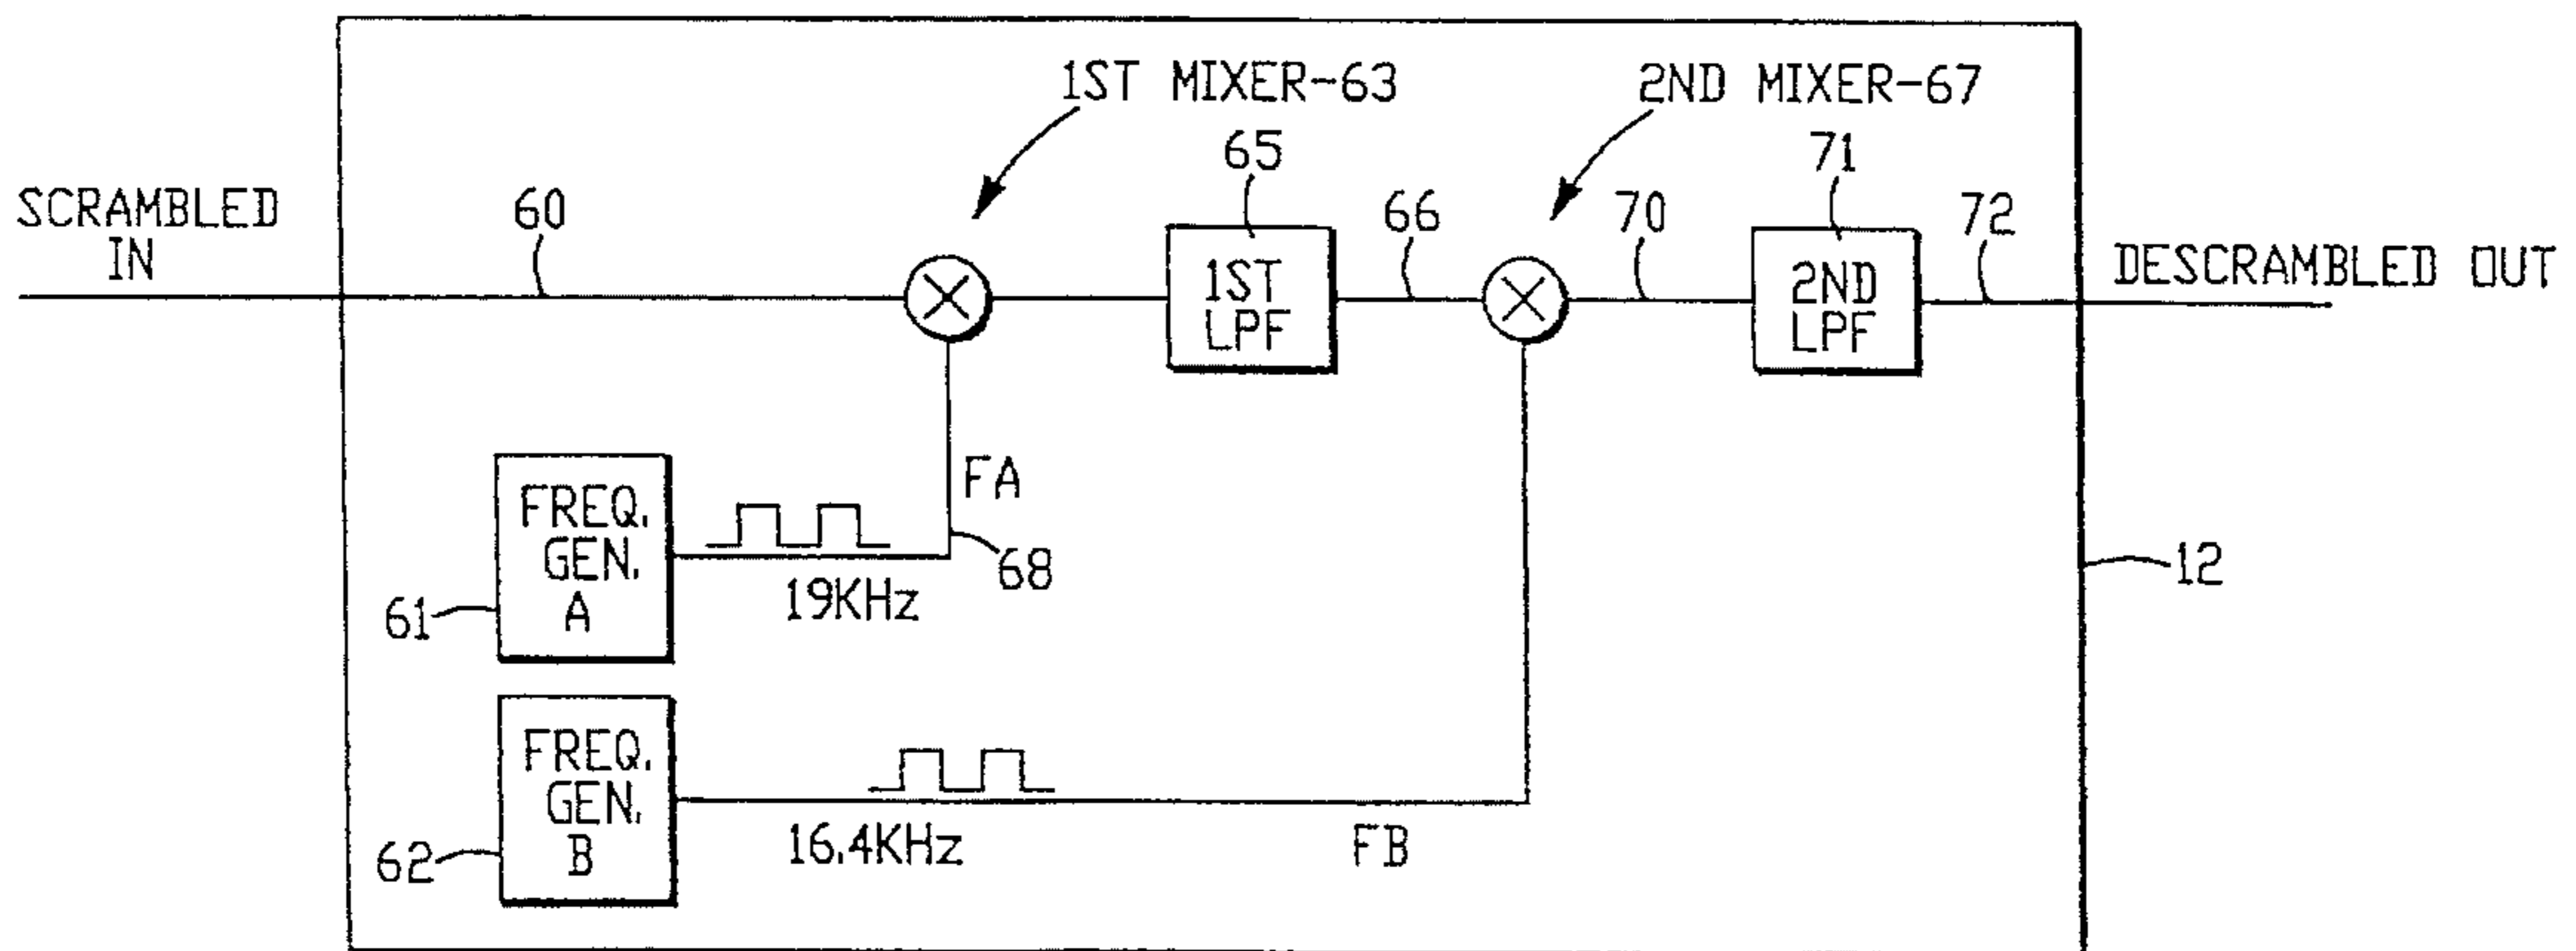 1ST MIXER-63
2ND MIXER-67
65
71
SCRAMBLED
IN
60
66
70
72
1ST
LPF
2ND
LPF
DESCRAMBLED OUT
FREQ.
GEN.
A
FA
68
12
61
19KHz
FREQ.
GEN.
B
62
16.4KHz
FB